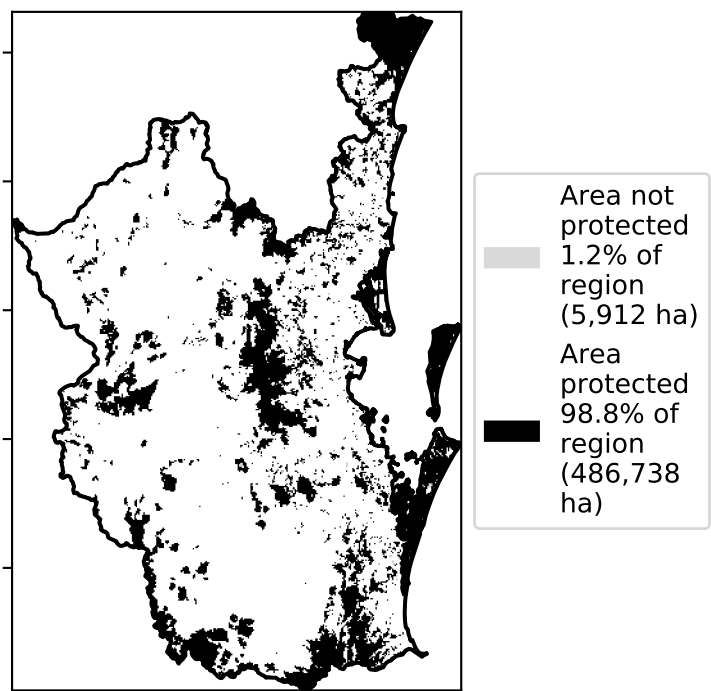 Area not
protected
1.2% of
region
(5,912 ha)
Area
protected
98.8% of
region
(486,738
ha)